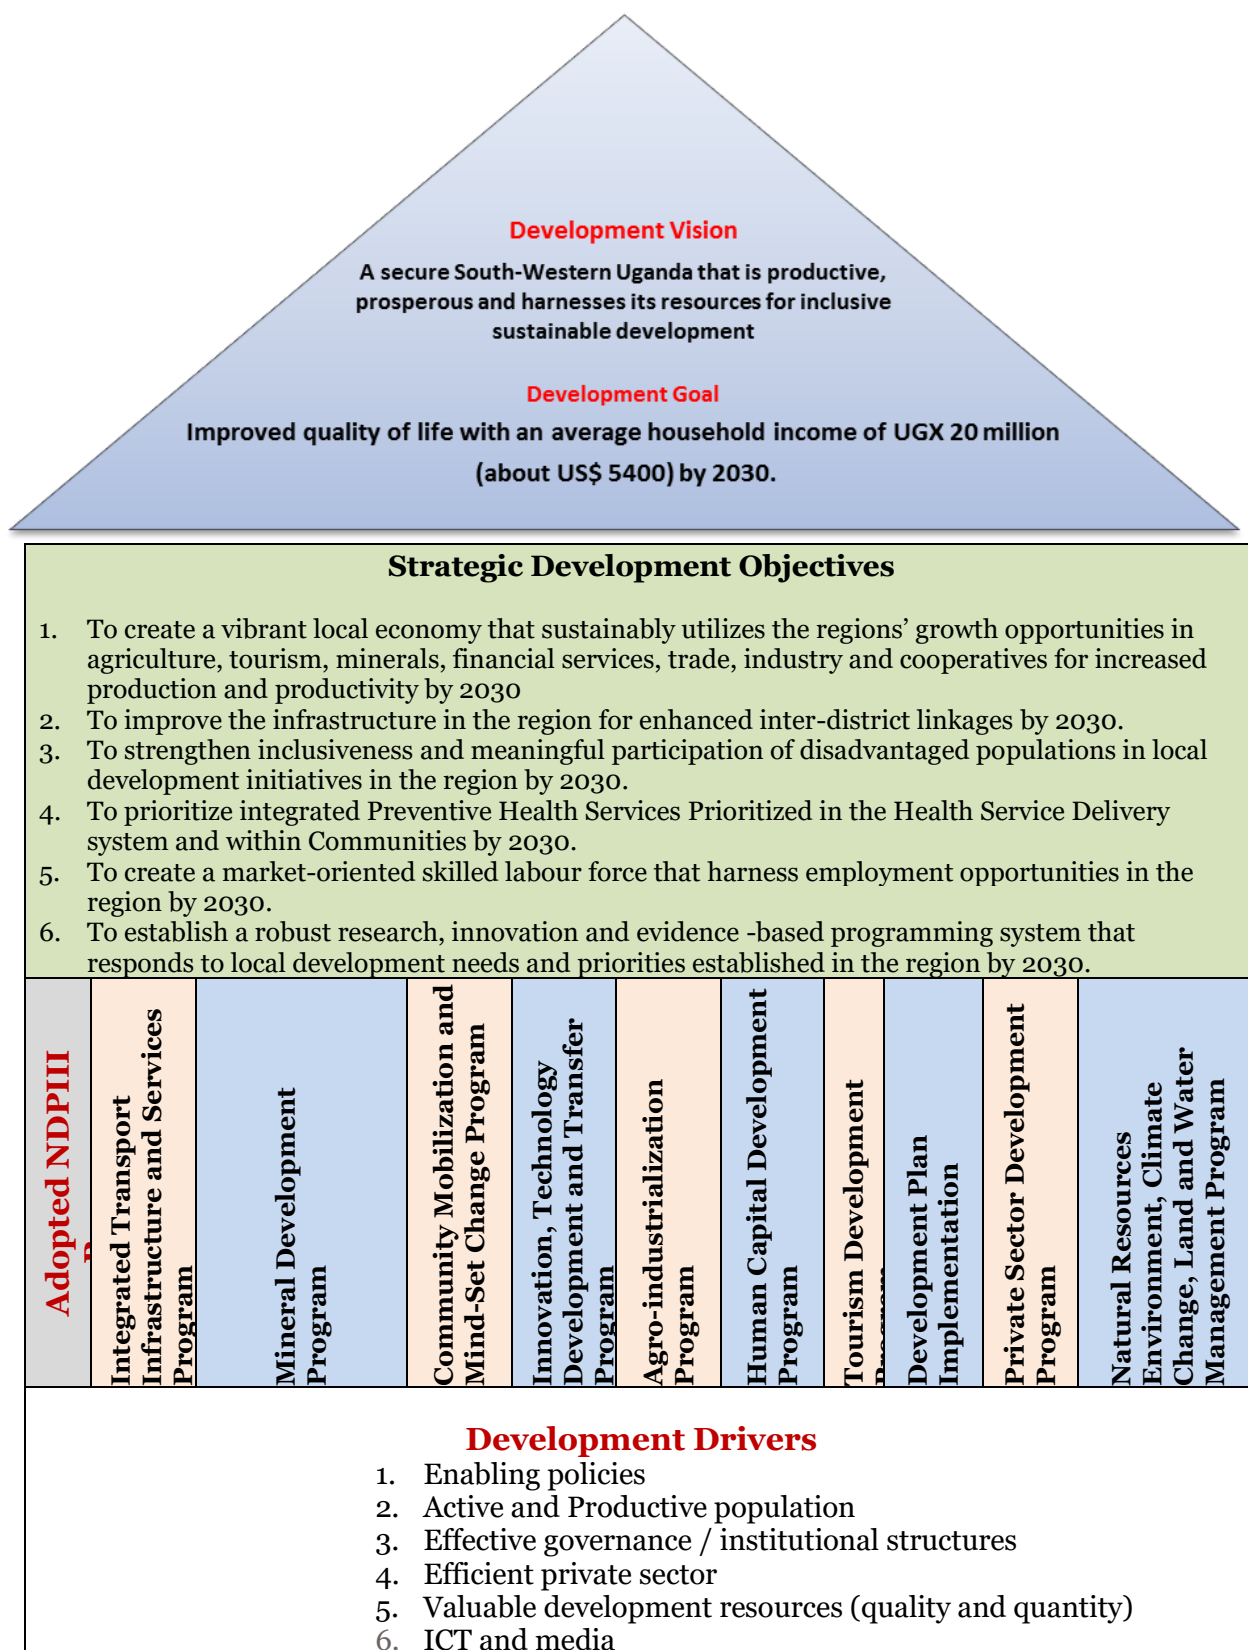 Development Vision
A secure South-Western Uganda that is productive,
prosperous and harnesses its resources for inclusive
sustainable development
Development Goal
Improved quality of life with an average household income of UGX 20 million
(about US$ 5400) by 2030.
Strategic Development Objectives
1. To create a vibrant local economy that sustainably utilizes the regions’ growth opportunities in
agriculture, tourism, minerals, financial services, trade, industry and cooperatives for increased
production and productivity by 2030
2. To improve the infrastructure in the region for enhanced inter-district linkages by 2030.
3. To strengthen inclusiveness and meaningful participation of disadvantaged populations in local
development initiatives in the region by 2030.
4. To prioritize integrated Preventive Health Services Prioritized in the Health Service Delivery
system and within Communities by 2030.
5. To create a market-oriented skilled labour force that harness employment opportunities in the
region by 2030.
6. To establish a robust research, innovation and evidence -based programming system that
responds to local development needs and priorities established in the region by 2030.
Adopted NDPIII
Integrated Transport
Infrastructure and Services
Program
Mineral Development
Program
Community Mobilization and
Mind-Set Change Program
Innovation, Technology
Development and Transfer
Program
Agro-industrialization
Program
Human Capital Development
Program
Tourism Development
Development Plan
Implementation
Private Sector Development
Program
Natural Resources
Environment, Climate
Change, Land and Water
Management Program
Development Drivers
1. Enabling policies
2. Active and Productive population
3. Effective governance / institutional structures
4. Efficient private sector
5. Valuable development resources (quality and quantity)
6. ICT and media